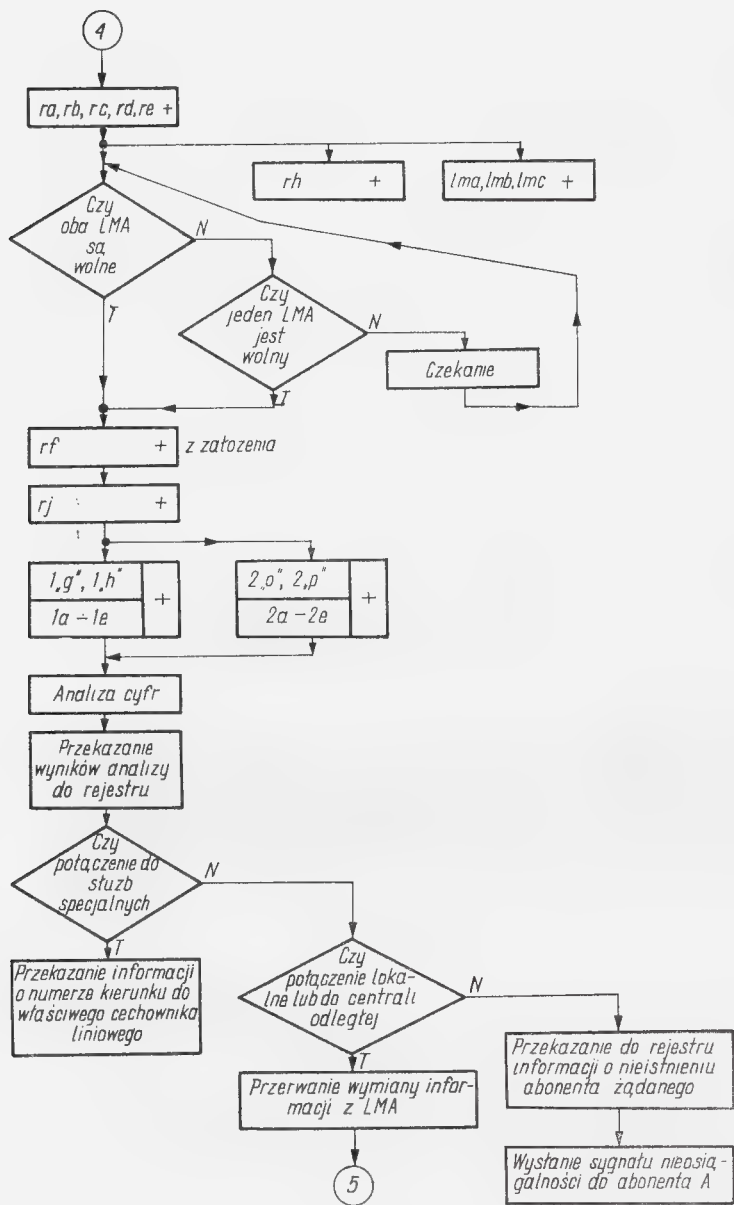 4
ra, rb, rc, rd, re +
rh +
lma, lmb, lmc +
Czy
oba LMA
są
wolne
N
T
Czy
jeden LMA
jest
wolny
N
T
Czekanie
rf + z założenia
rj +
1„g”, 1„h”
1a ÷ 1e
+
2„o”, 2„p”
2a – 2e
+
Analiza cyfr
Przekazanie
wyników analizy
do rejestru
Czy
połączenie do
służb
specjalnych
N
T
Przekazanie informacji
o numerze kierunku do
właściwego cechownika
liniowego
Czy
połączenie loka-
lne lub do centrali
odległej
N
T
Przerwanie wymiany infor-
macji z LMA
5
Przekazanie do rejestru
informacji o nieistnieniu
abonenta żądanego
Wysłanie sygnału nieosią-
galności do abonenta A